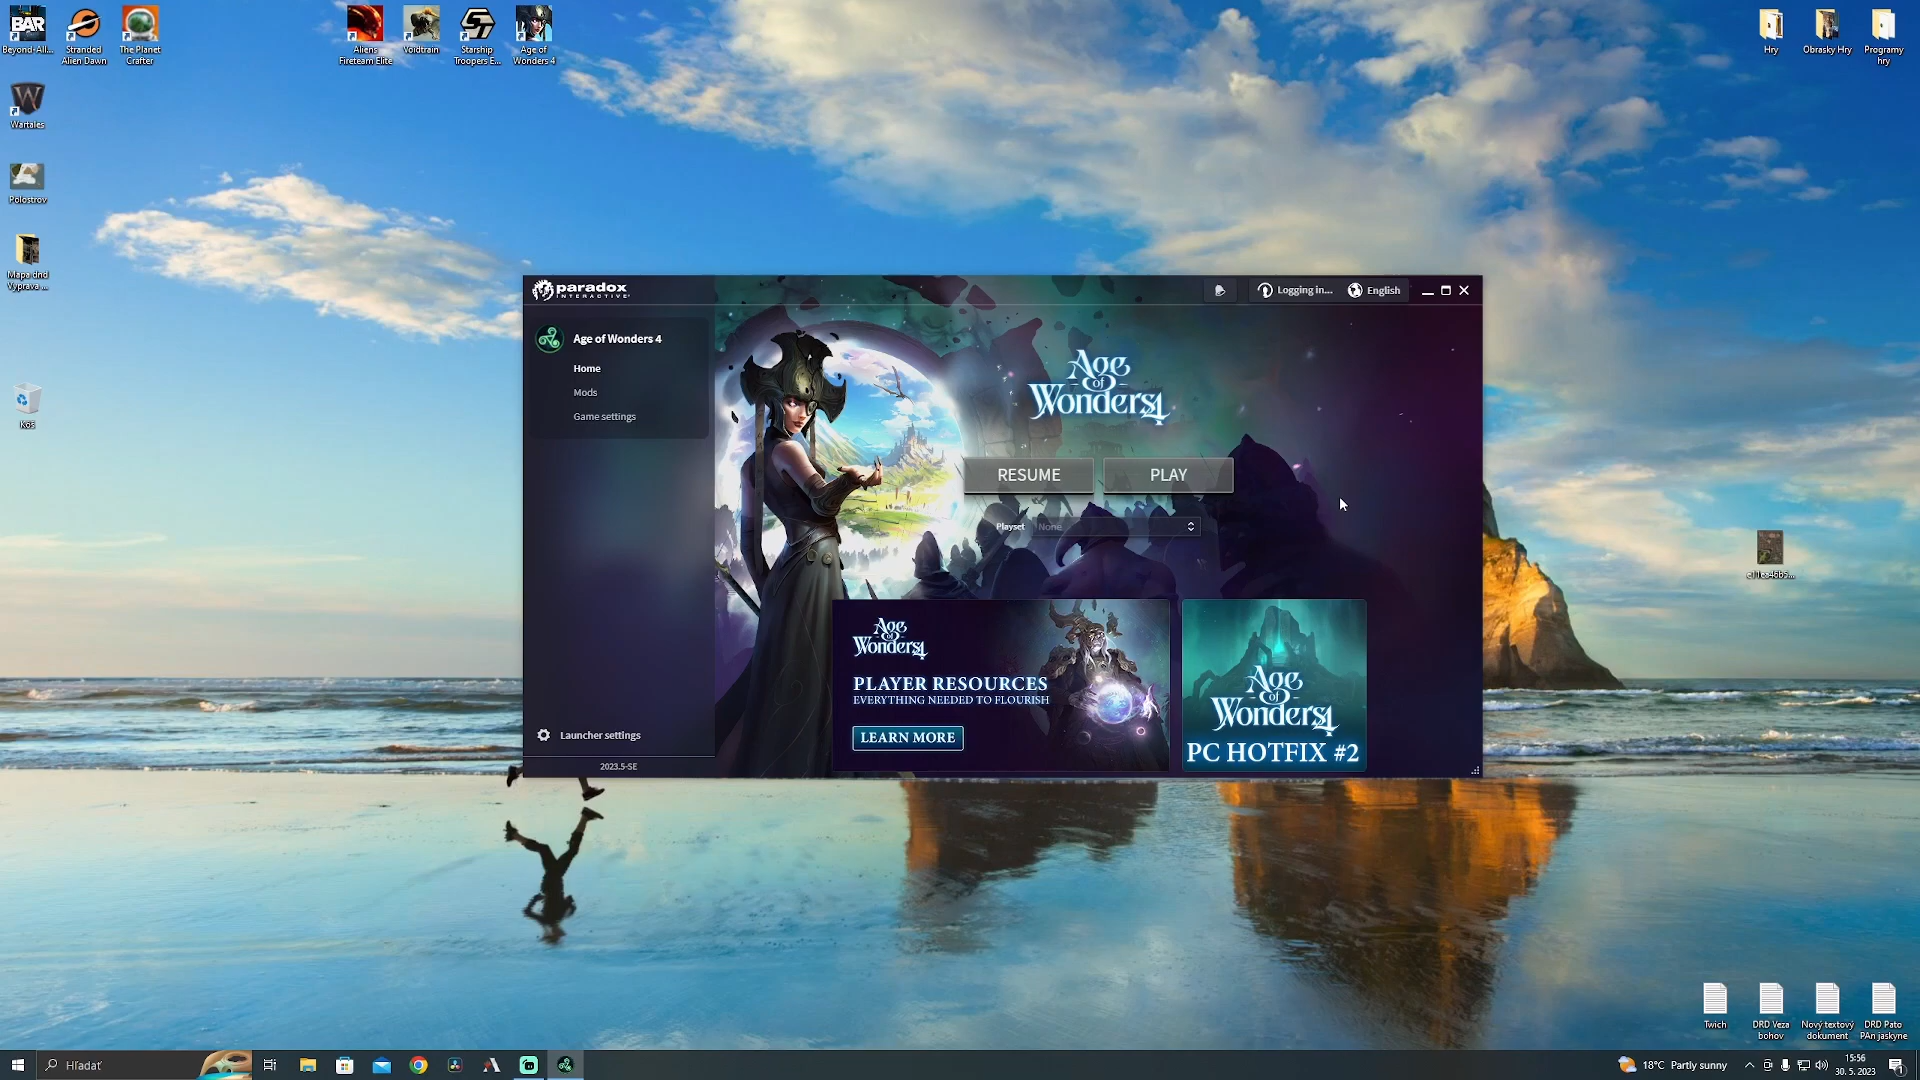 Beyond-All...
Stranded
Alien Dawn
The Planet
Crafter
Aliens
Fireteam Elite
Voidtrain
Starship
Troopers E...
Age of
Wonders 4
Hry
Obrasky Hry
Programy
hry
BAR
Wartales
Polostrov
Mapa dnd
Vyprava ...
Kôš
paradox
INTERACTIVE
Logging in...
English
Age of Wonders 4
Home
Mods
Game settings
Age
of
Wonders 4
RESUME
PLAY
Playset
None
Age
of
Wonders 4
PLAYER RESOURCES
EVERYTHING NEEDED TO FLOURISH
LEARN MORE
Age
of
Wonders 4
PC HOTFIX #2
Launcher settings
2023.5-SE
Twich
DRD Veza
bohov
Nový textový
dokument
DRD Pato
PAn jaskyne
Hľadať
18°C Partly sunny
15:56
30. 5. 2023